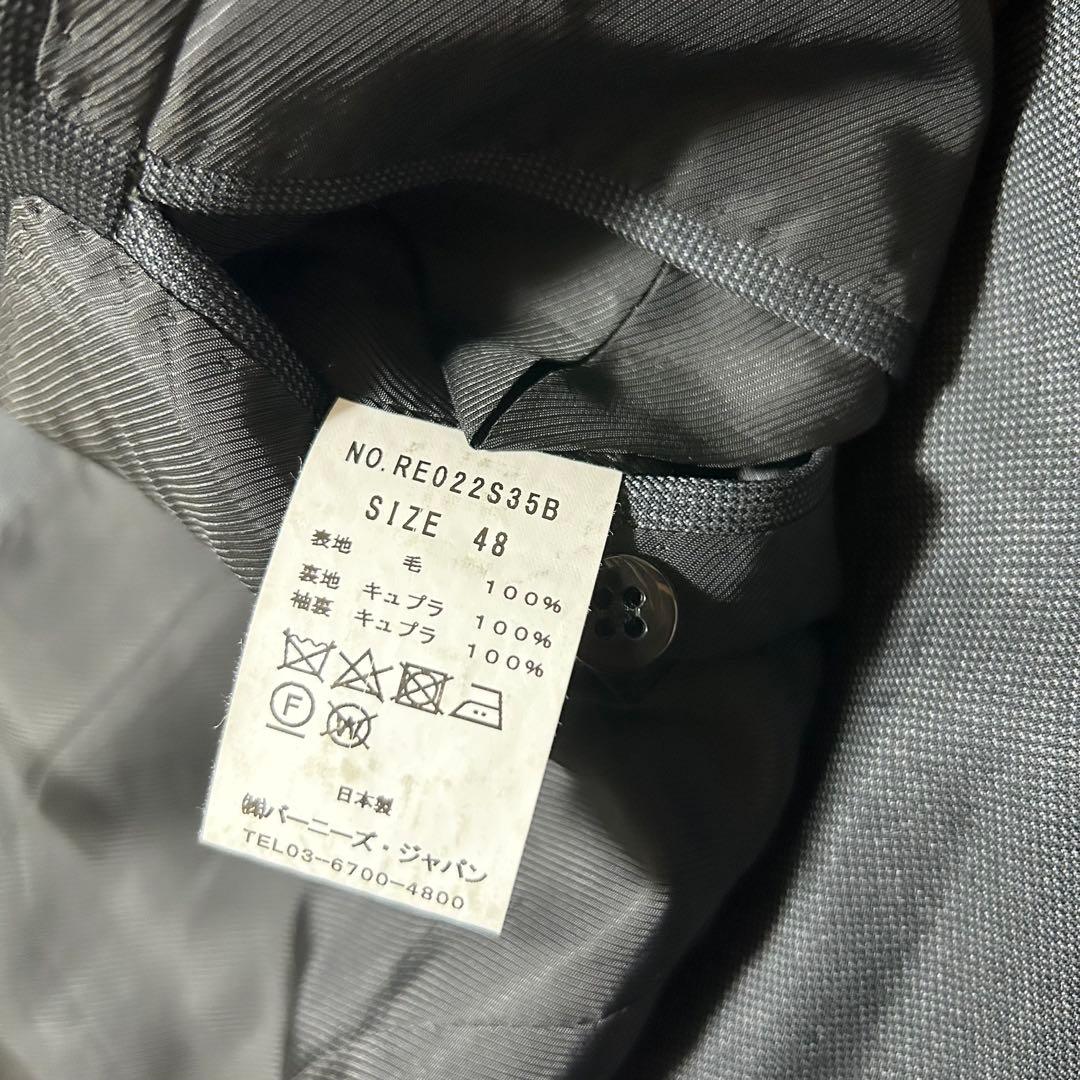 NO.RE022S35B
SIZE 48
表地 毛 100%
裏地 キュプラ 100%
袖裏 キュプラ 100%
F
W
日本製
㈱バーニーズ・ジャパン
TEL03-6700-4800